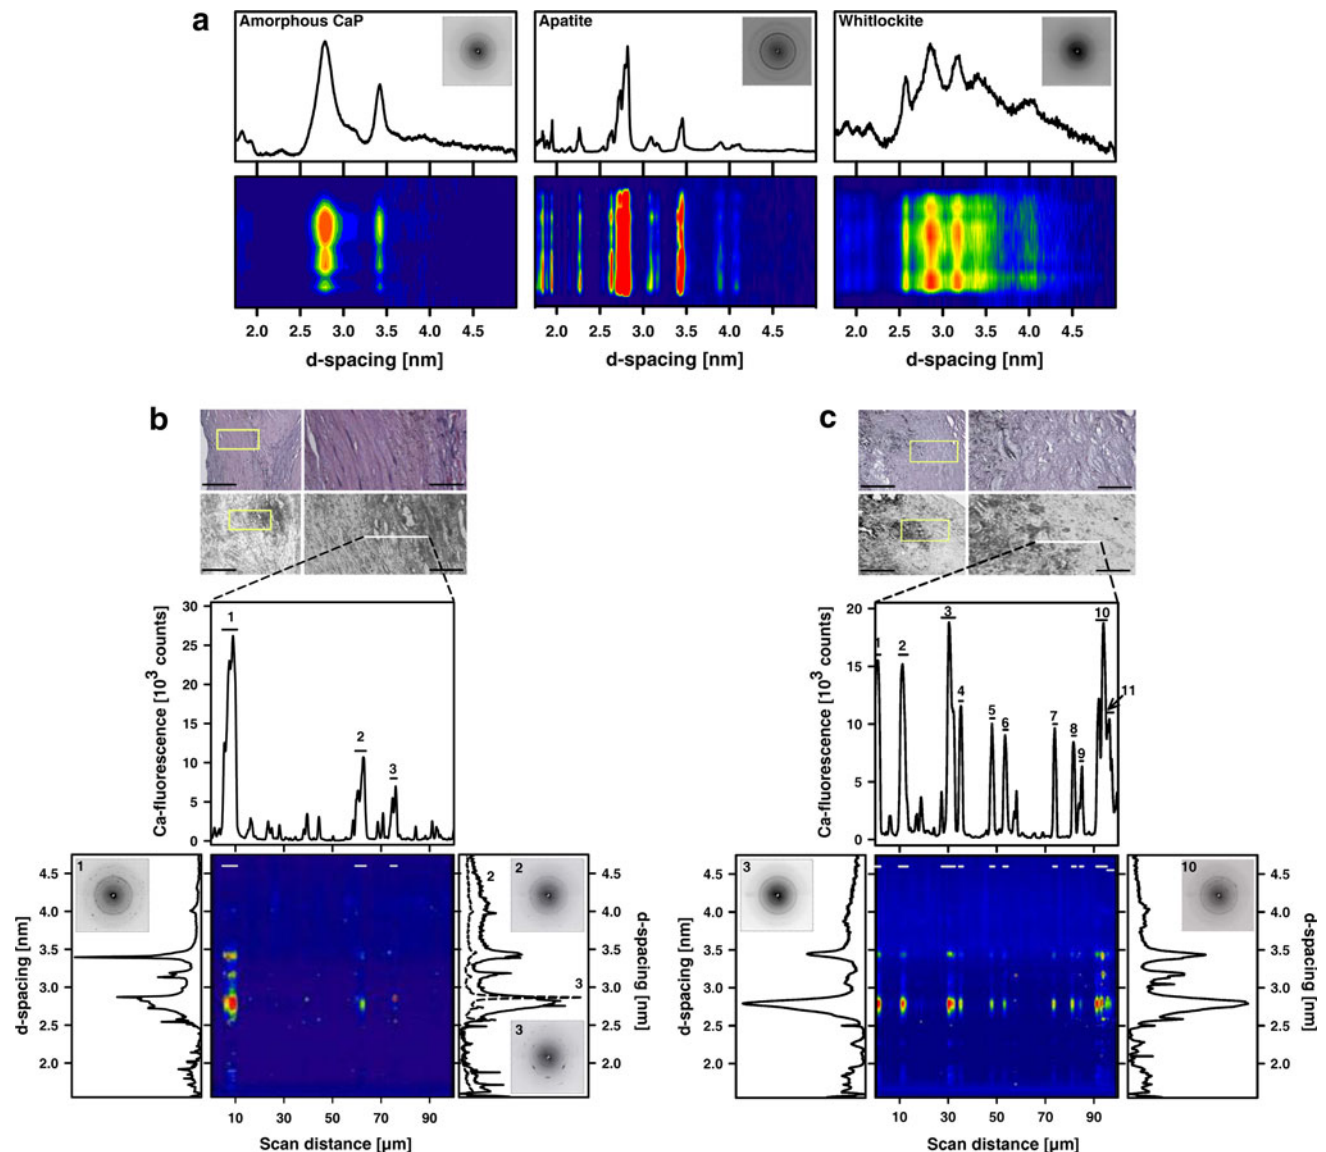 a
Amorphous CaP
Apatite
Whitlockite
2.0 2.5 3.0 3.5 4.0 4.5
2.0 2.5 3.0 3.5 4.0 4.5
2.0 2.5 3.0 3.5 4.0 4.5
d-spacing [nm]
d-spacing [nm]
d-spacing [nm]
b
30
25
20
15
10
5
0
Ca-fluorescence [10³ counts]
1
2
3
1
4.5
4.0
3.5
3.0
2.5
2.0
d-spacing [nm]
2
2
3
3
4.5
4.0
3.5
3.0
2.5
2.0
d-spacing [nm]
10 30 50 70 90
Scan distance [µm]
c
20
15
10
5
0
Ca-fluorescence [10³ counts]
1
2
3
4
5
6
7
8
9
10
11
3
4.5
4.0
3.5
3.0
2.5
2.0
d-spacing [nm]
10
4.5
4.0
3.5
3.0
2.5
2.0
d-spacing [nm]
10 30 50 70 90
Scan distance [µm]